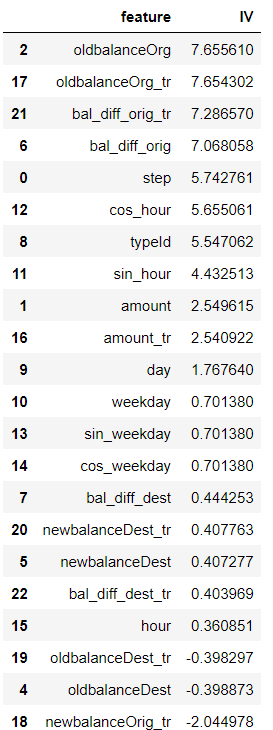 feature IV
2 oldbalanceOrg 7.655610
17 oldbalanceOrg_tr 7.654302
21 bal_diff_orig_tr 7.286570
6 bal_diff_orig 7.068058
0 step 5.742761
12 cos_hour 5.655061
8 typeId 5.547062
11 sin_hour 4.432513
1 amount 2.549615
16 amount_tr 2.540922
9 day 1.767640
10 weekday 0.701380
13 sin_weekday 0.701380
14 cos_weekday 0.701380
7 bal_diff_dest 0.444253
20 newbalanceDest_tr 0.407763
5 newbalanceDest 0.407277
22 bal_diff_dest_tr 0.403969
15 hour 0.360851
19 oldbalanceDest_tr -0.398297
4 oldbalanceDest -0.398873
18 newbalanceOrig_tr -2.044978